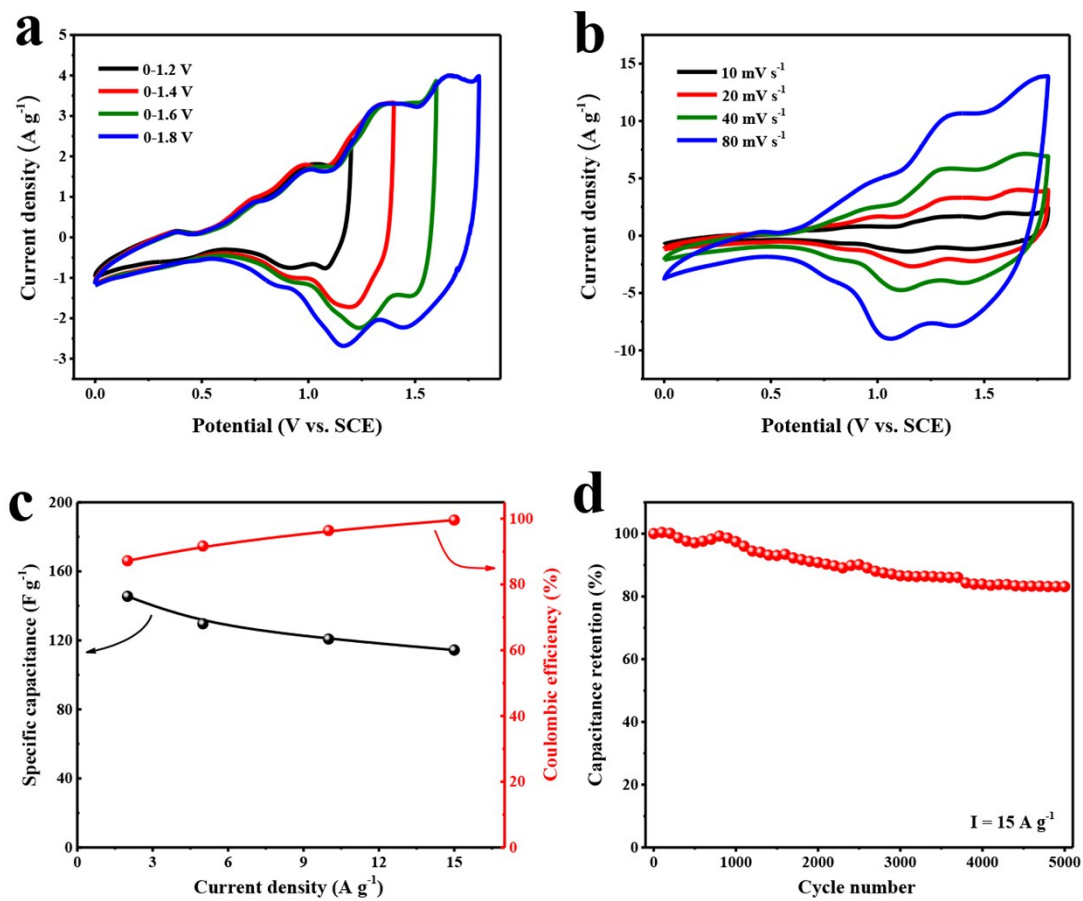 a
5
4
3
2
1
0
-1
-2
-3
0.0
0.5
1.0
1.5
Current density (A g⁻¹)
Potential (V vs. SCE)
0-1.2 V
0-1.4 V
0-1.6 V
0-1.8 V
b
15
10
5
0
-5
-10
0.0
0.5
1.0
1.5
Current density (A g⁻¹)
Potential (V vs. SCE)
10 mV s⁻¹
20 mV s⁻¹
40 mV s⁻¹
80 mV s⁻¹
c
200
160
120
80
40
0
0
3
6
9
12
15
100
80
60
40
20
0
Specific capacitance (F g⁻¹)
Current density (A g⁻¹)
Coulombic efficiency (%)
d
100
80
60
40
20
0
0
1000
2000
3000
4000
5000
Capacitance retention (%)
Cycle number
I = 15 A g⁻¹